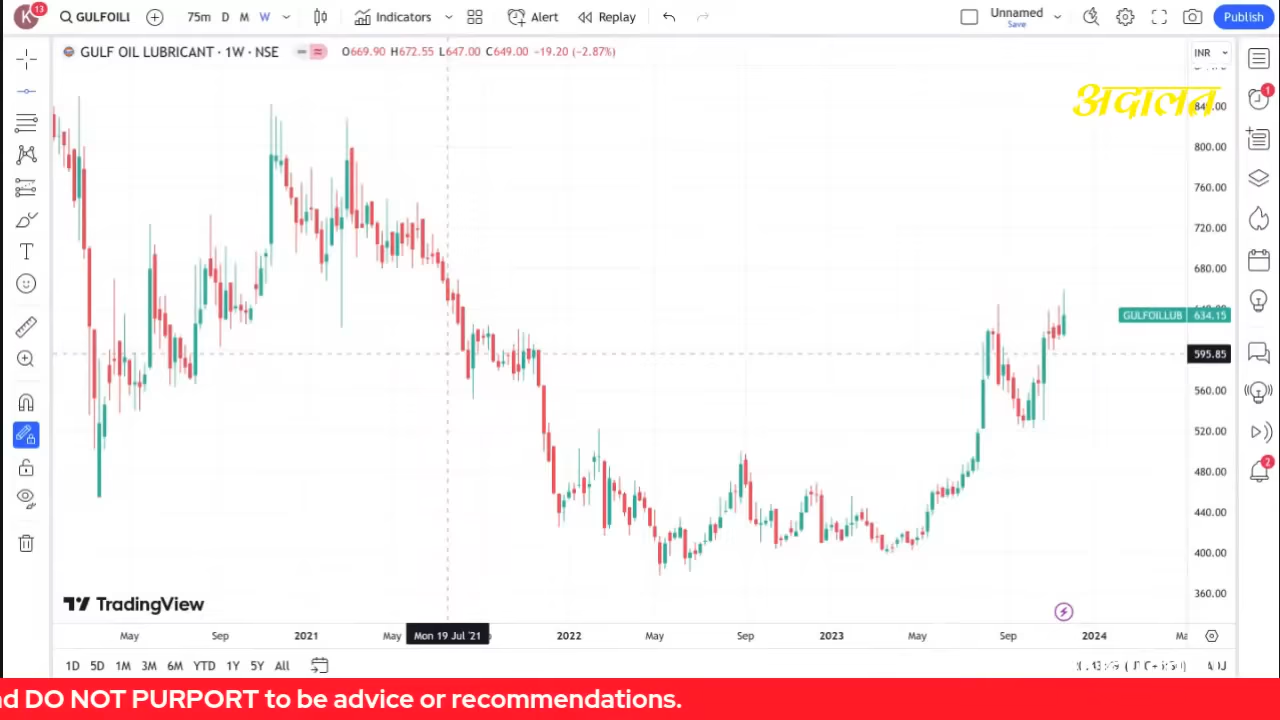 K 13 GULFOILI 75m D M W Indicators Alert Replay Unnamed Save Publish
GULF OIL LUBRICANT · 1W · NSE O669.90 H672.55 L647.00 C649.00 −19.20 (−2.87%) INR
अदालत
1
800.00
760.00
720.00
680.00
GULFOILLUB 634.15
595.85
560.00
520.00
2
480.00
440.00
400.00
360.00
TradingView
May Sep 2021 May Mon 19 Jul '21 2022 May Sep 2023 May Sep 2024
1D 5D 1M 3M 6M YTD 1Y 5Y All
DO NOT PURPORT to be advice or recommendations.